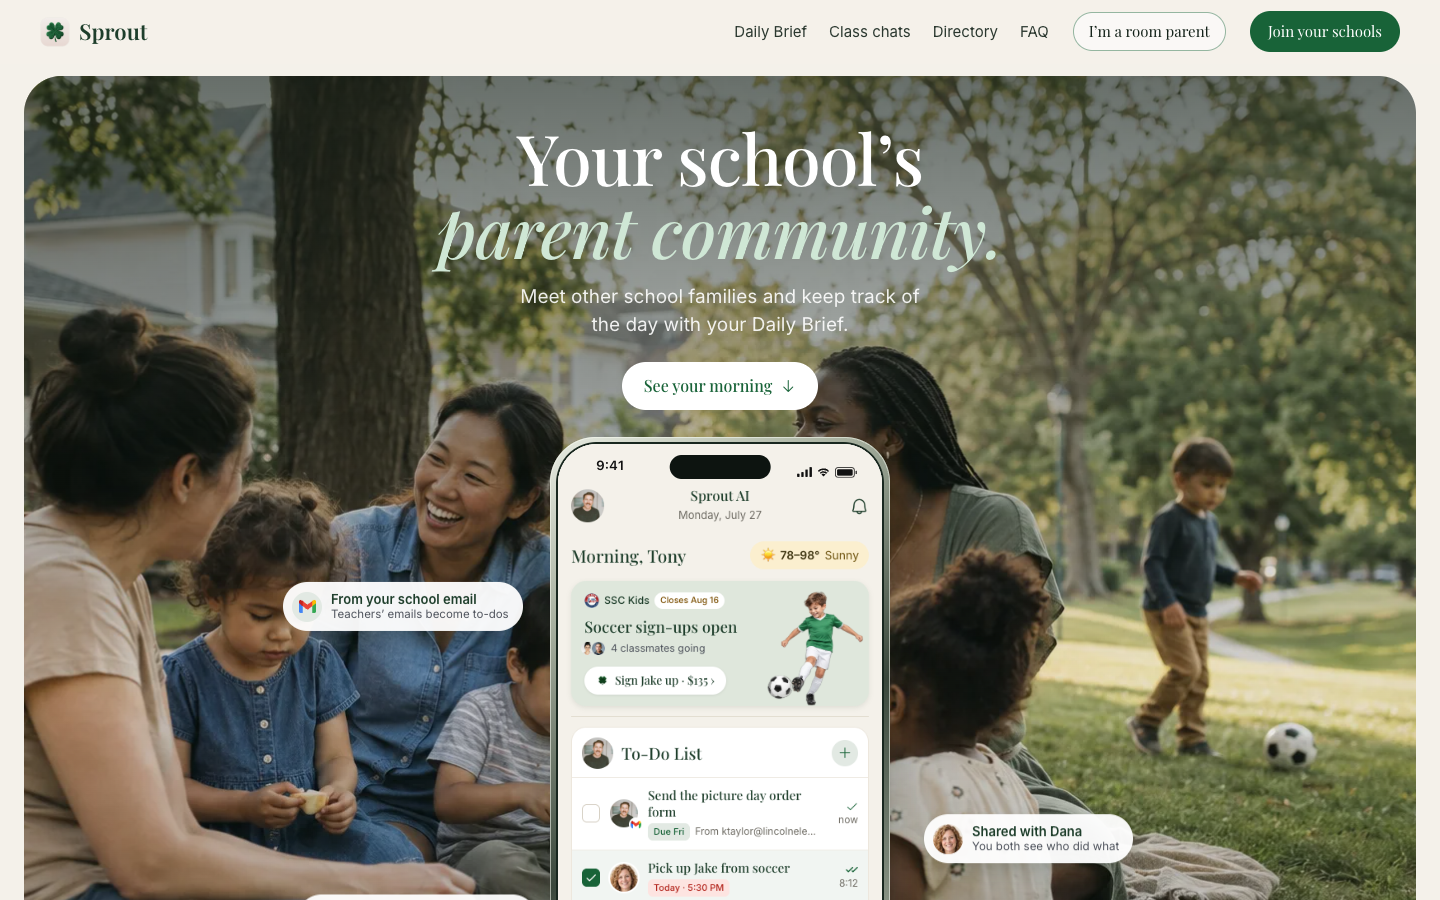 Sprout
Daily Brief
Class chats
Directory
FAQ
I’m a room parent
Join your schools
Your school’s
parent community.
Meet other school families and keep track of
the day with your Daily Brief.
See your morning ↓
9:41
Sprout AI
Monday, July 27
Morning, Tony
78–98° Sunny
SSC Kids
Closes Aug 16
Soccer sign-ups open
4 classmates going
Sign Jake up · $135 ›
From your school email
Teachers’ emails become to-dos
To-Do List
Send the picture day order
form
now
Due Fri
From ktaylor@lincolnele...
Shared with Dana
You both see who did what
Pick up Jake from soccer
Today · 5:30 PM
8:12